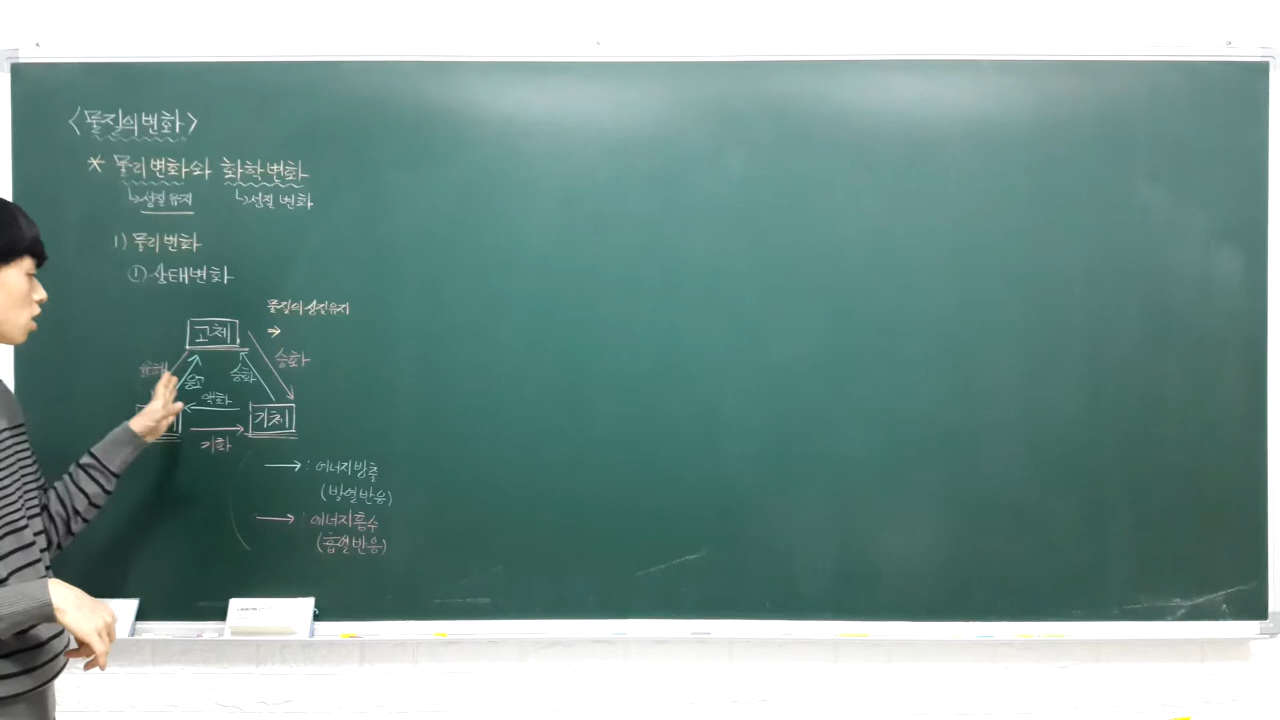 <물질의 변화>
* 물리변화와 화학변화
↳성질유지 ↳성질 변화
1) 물리변화
① 상태변화
물질의 성질유지
→
고체
승화
융고
승화
액화
기체
기화
→ : 에너지방출
(발열반응)
→ : 에너지흡수
(흡열반응)